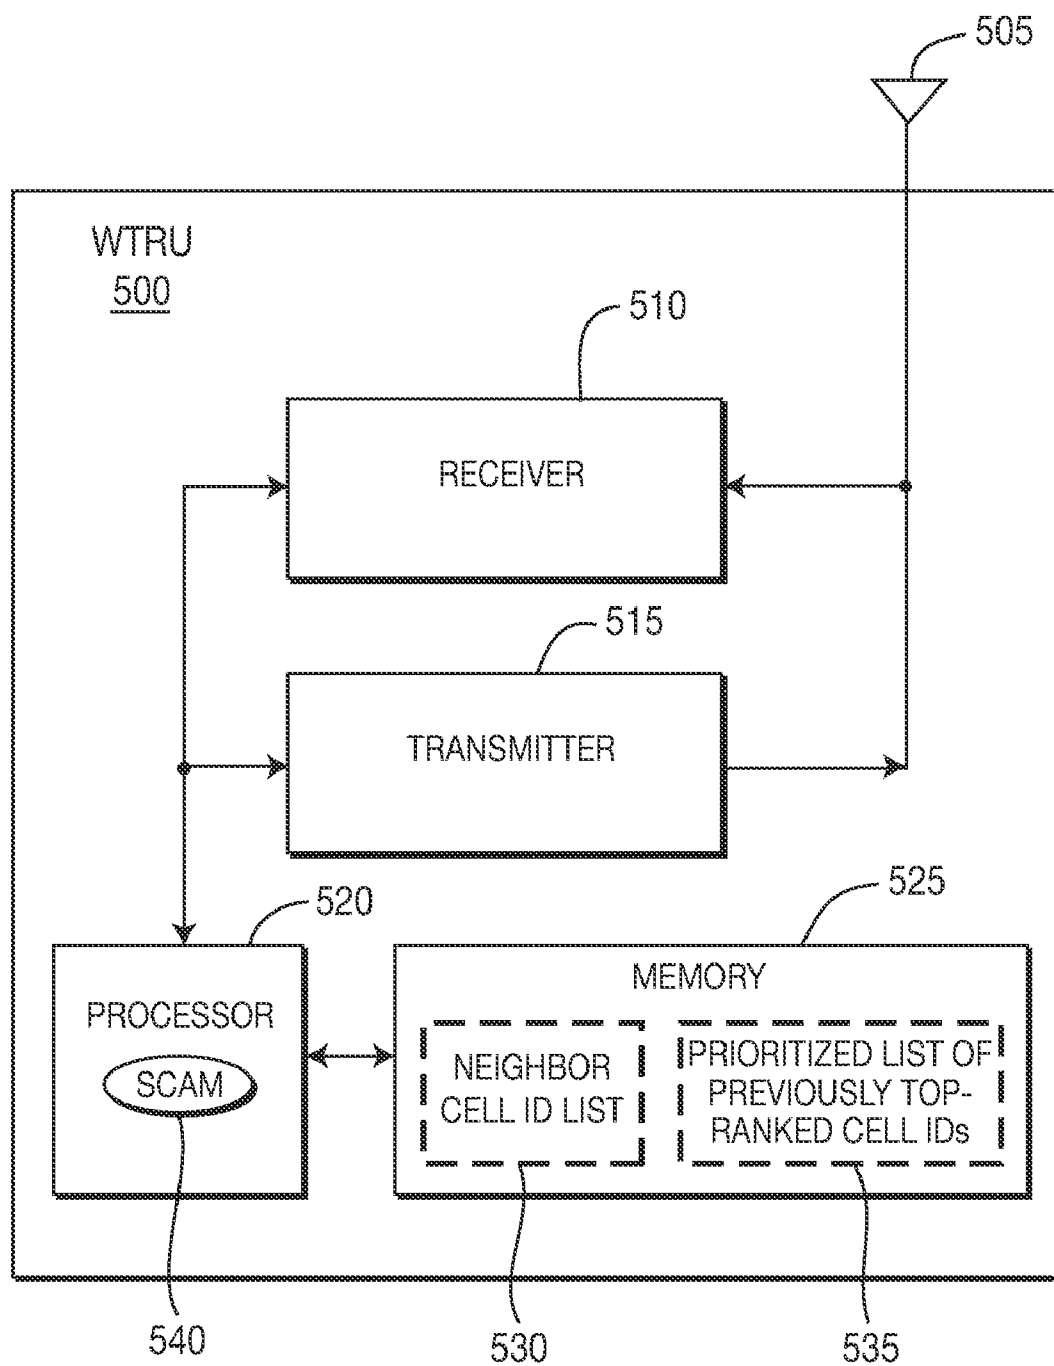 505
WTRU
500
510
RECEIVER
515
TRANSMITTER
520
525
PROCESSOR
SCAM
MEMORY
NEIGHBOR
CELL ID LIST
PRIORITIZED LIST OF
PREVIOUSLY TOP-
RANKED CELL IDs
540
530
535